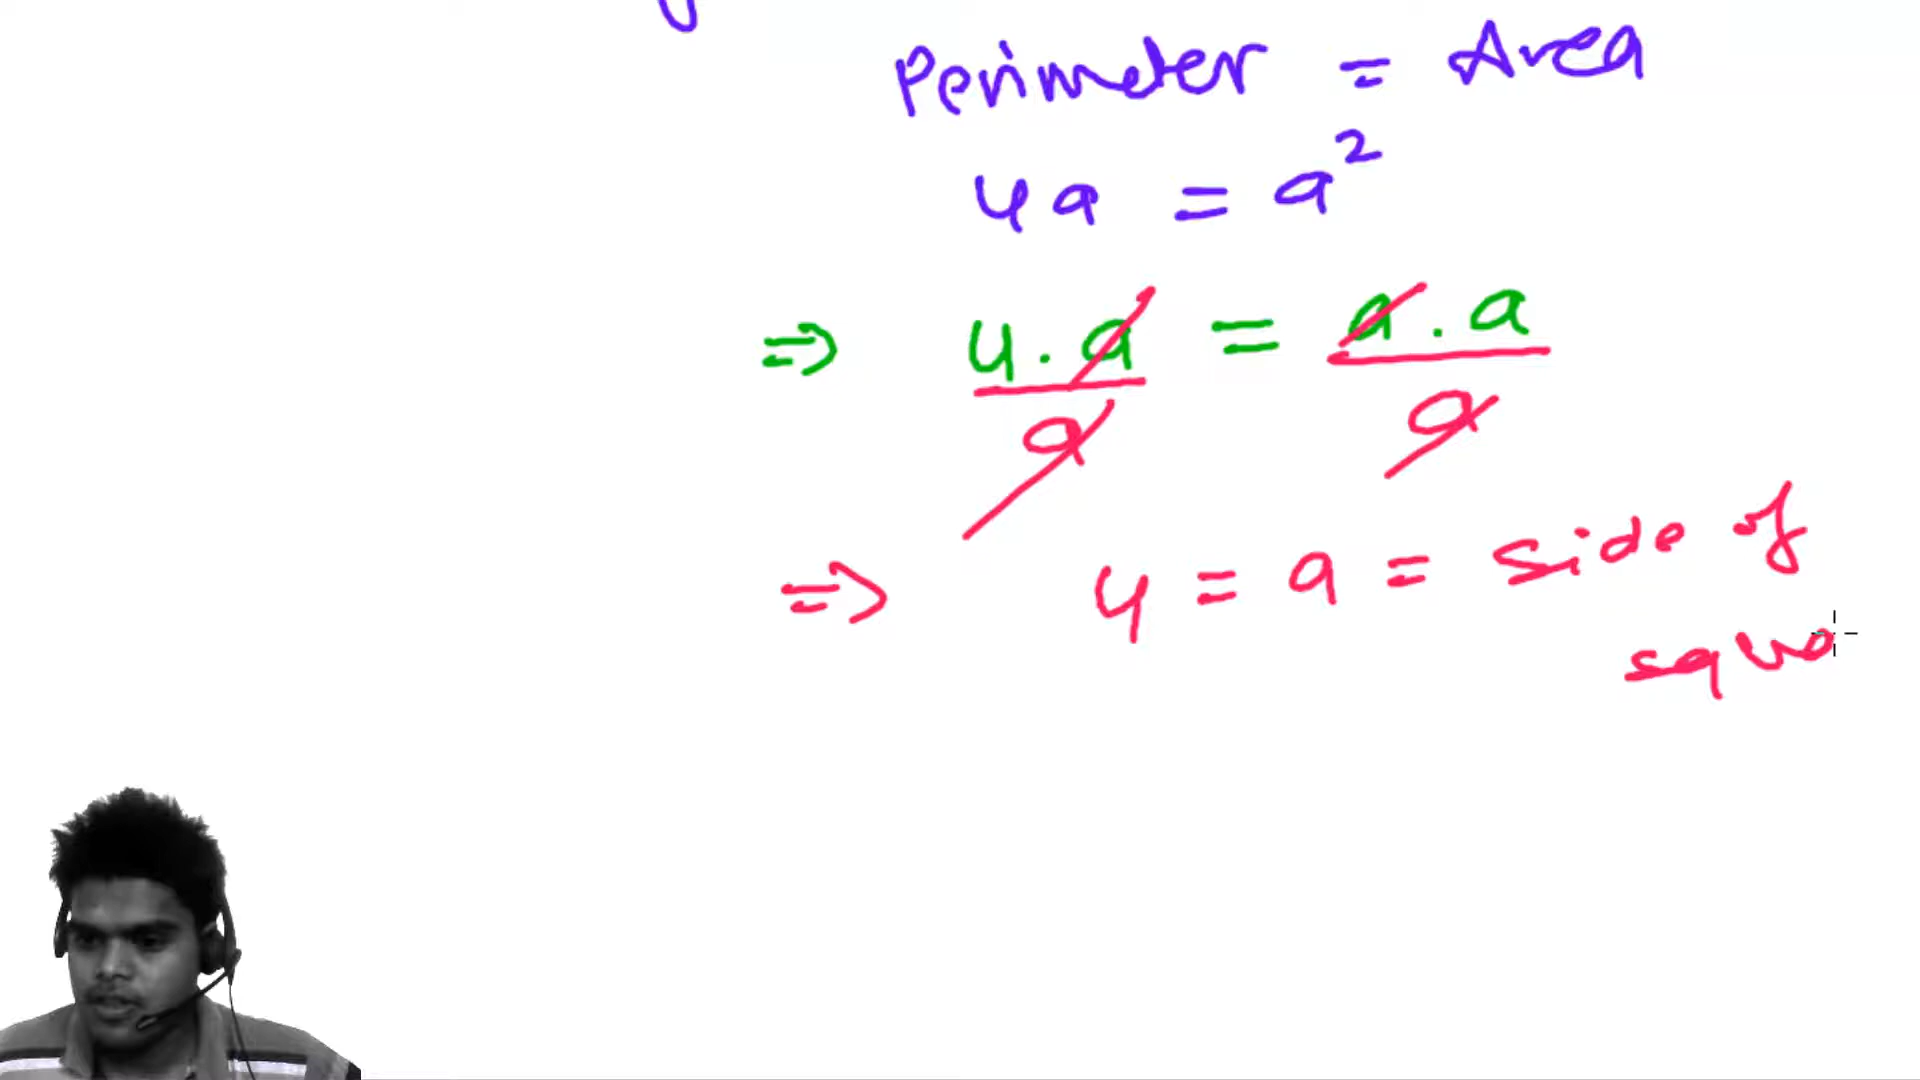 Perimeter = Area
4a = a²
⇒ 4 . a / a = a . a / a
⇒ 4 = a = side of
squa